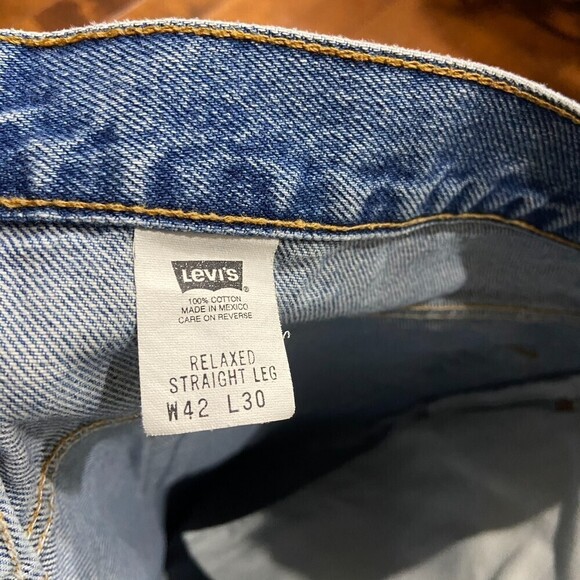 LEVI'S
®
100% COTTON
MADE IN MEXICO
CARE ON REVERSE
RELAXED
STRAIGHT LEG
W42 L30